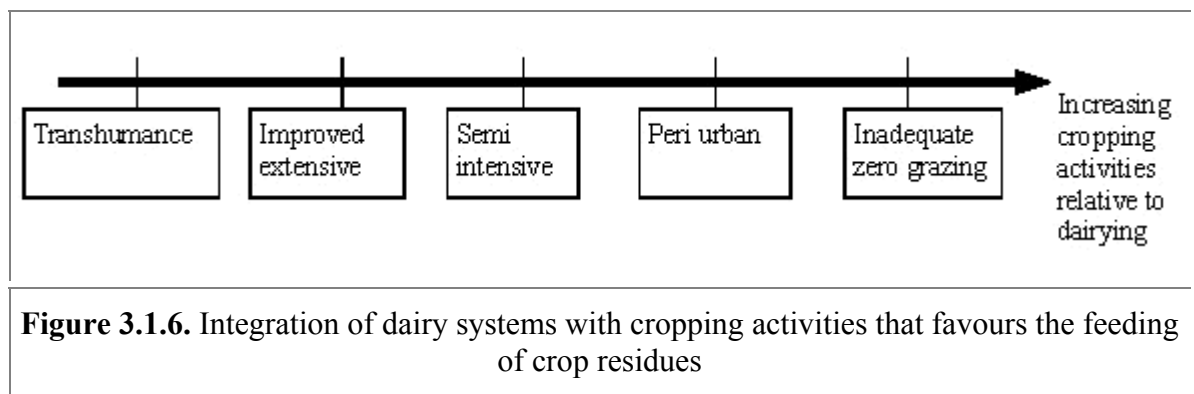 Transhumance
Improved
extensive
Semi
intensive
Peri urban
Inadequate
zero grazing
Increasing
cropping
activities
relative to
dairying
Figure 3.1.6. Integration of dairy systems with cropping activities that favours the feeding
of crop residues